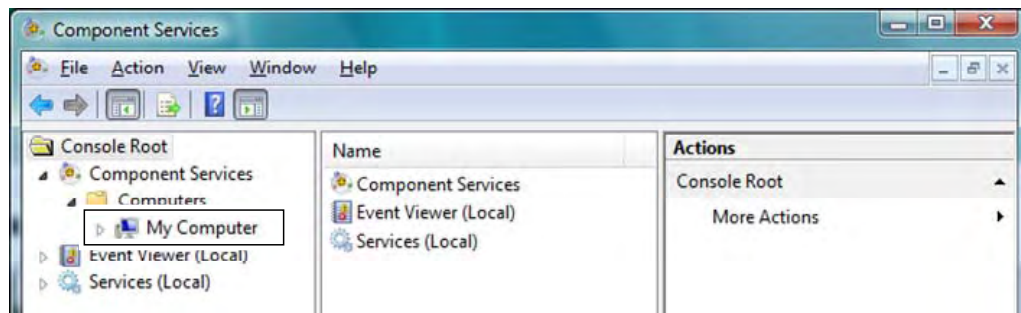 Component Services
File Action View Window Help
Console Root
Component Services
Computers
My Computer
Event Viewer (Local)
Services (Local)
Name
Component Services
Event Viewer (Local)
Services (Local)
Actions
Console Root
More Actions